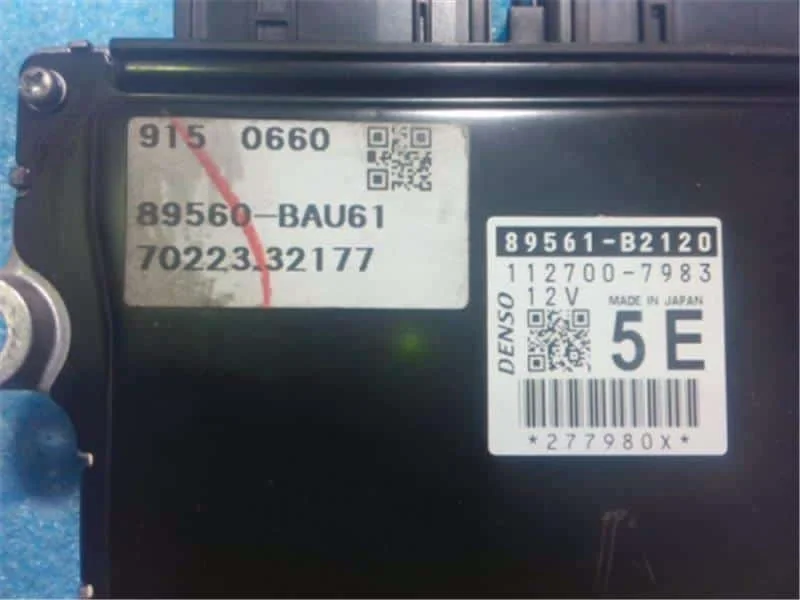 915 0660
89560-BAU61
70223.32177
89561-B2120
112700-7983
12V MADE IN JAPAN
DENSO
5E
*277980X*